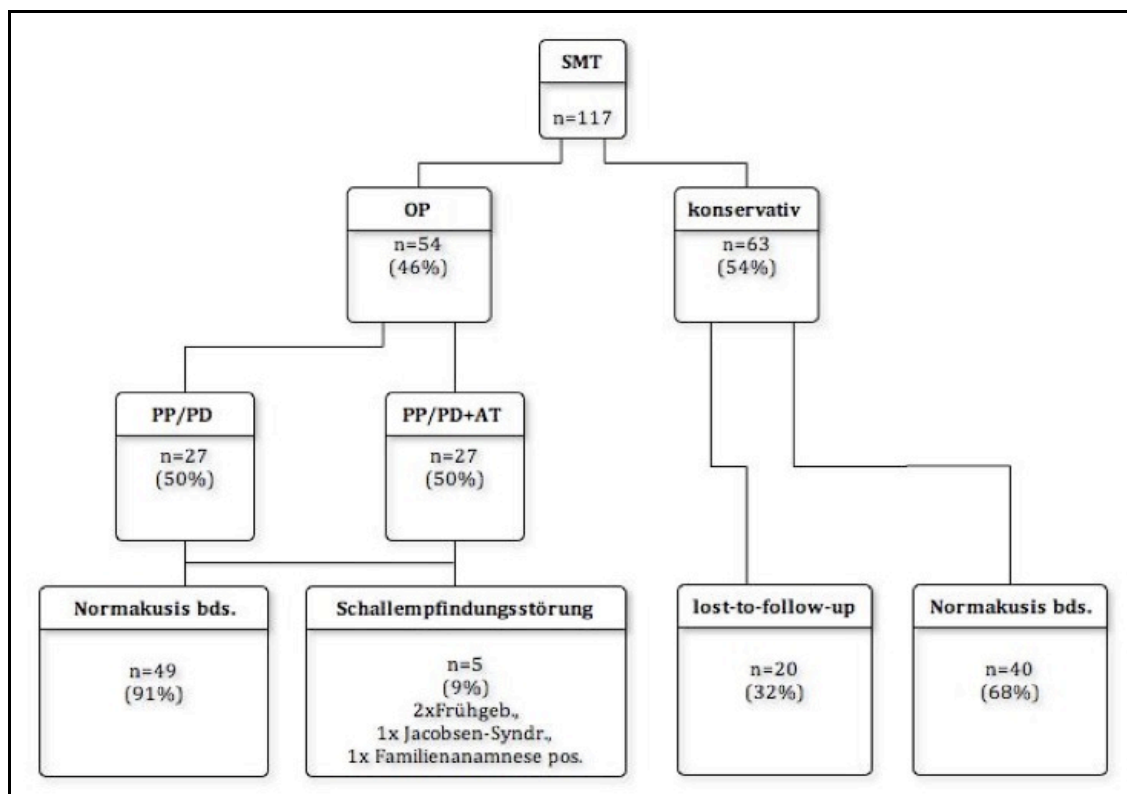 SMT
n=117
OP
n=54
(46%)
konservativ
n=63
(54%)
PP/PD
n=27
(50%)
PP/PD+AT
n=27
(50%)
Normakusis bds.
n=49
(91%)
Schallempfindungsstörung
n=5
(9%)
2xFrühgeb.,
1x Jacobsen-Syndr.,
1x Familienanamnese pos.
lost-to-follow-up
n=20
(32%)
Normakusis bds.
n=40
(68%)